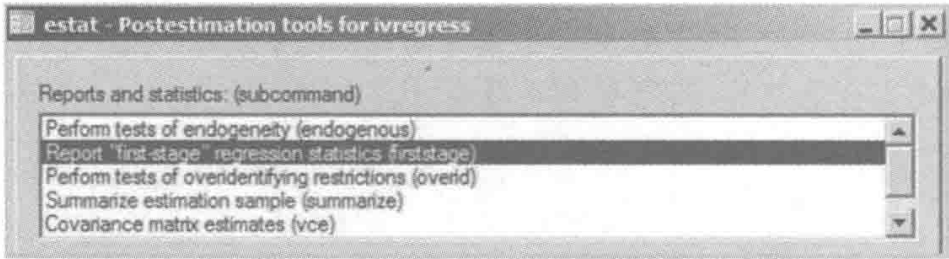 estat - Postestimation tools for ivregress
Reports and statistics: (subcommand)
Perform tests of endogeneity (endogenous)
Report "first-stage" regression statistics (firststage)
Perform tests of overidentifying restrictions (overid)
Summarize estimation sample (summarize)
Covariance matrix estimates (vce)